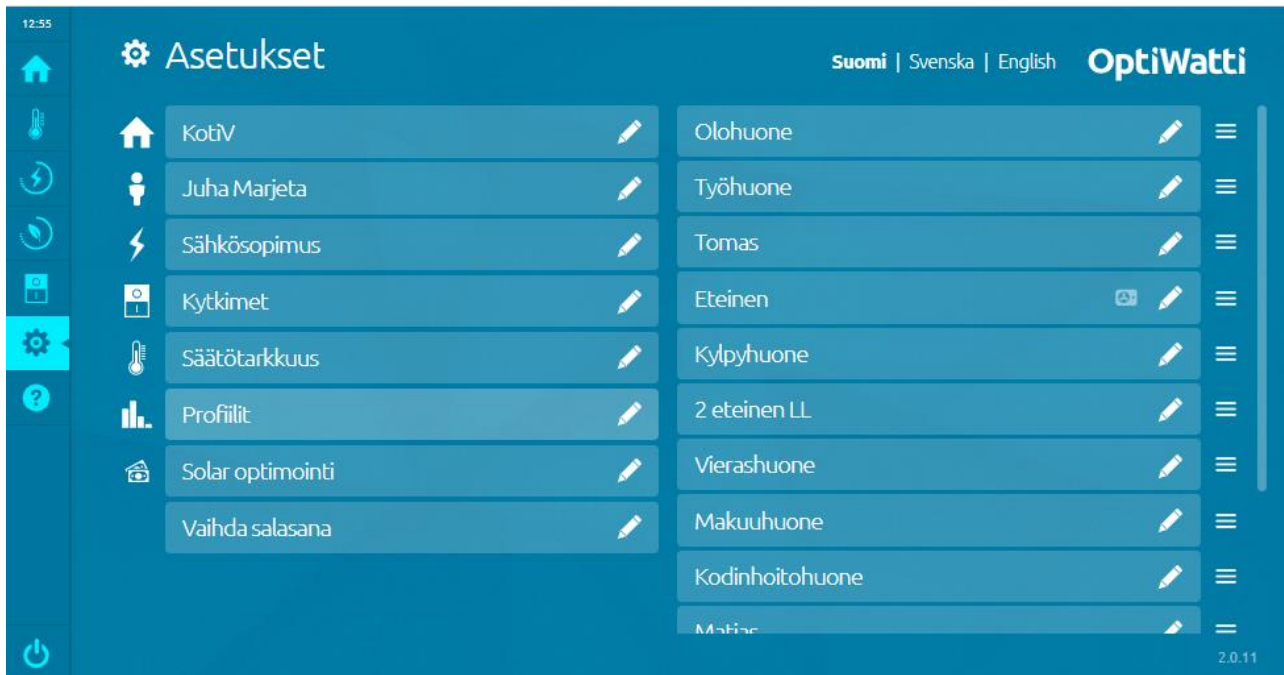 12:55
Asetukset
Suomi | Svenska | English
OptiWatti
KotiV
Juha Marjeta
Sähkösopimus
Kytkimet
Säätötarkkuus
Profiilit
Solar optimointi
Vaihda salasana
Olohuone
Työhuone
Tomas
Eteinen
Kylpyhuone
2 eteinen LL
Vierashuone
Makuuhuone
Kodinhoitohuone
Matias
2.0.11